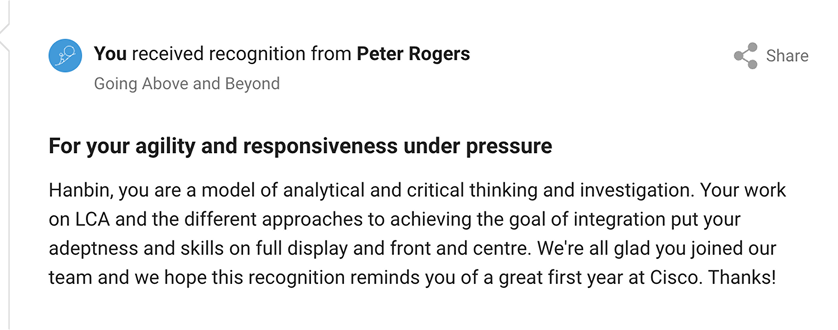 You received recognition from Peter Rogers
Share
Going Above and Beyond
For your agility and responsiveness under pressure
Hanbin, you are a model of analytical and critical thinking and investigation. Your work
on LCA and the different approaches to achieving the goal of integration put your
adeptness and skills on full display and front and centre. We're all glad you joined our
team and we hope this recognition reminds you of a great first year at Cisco. Thanks!